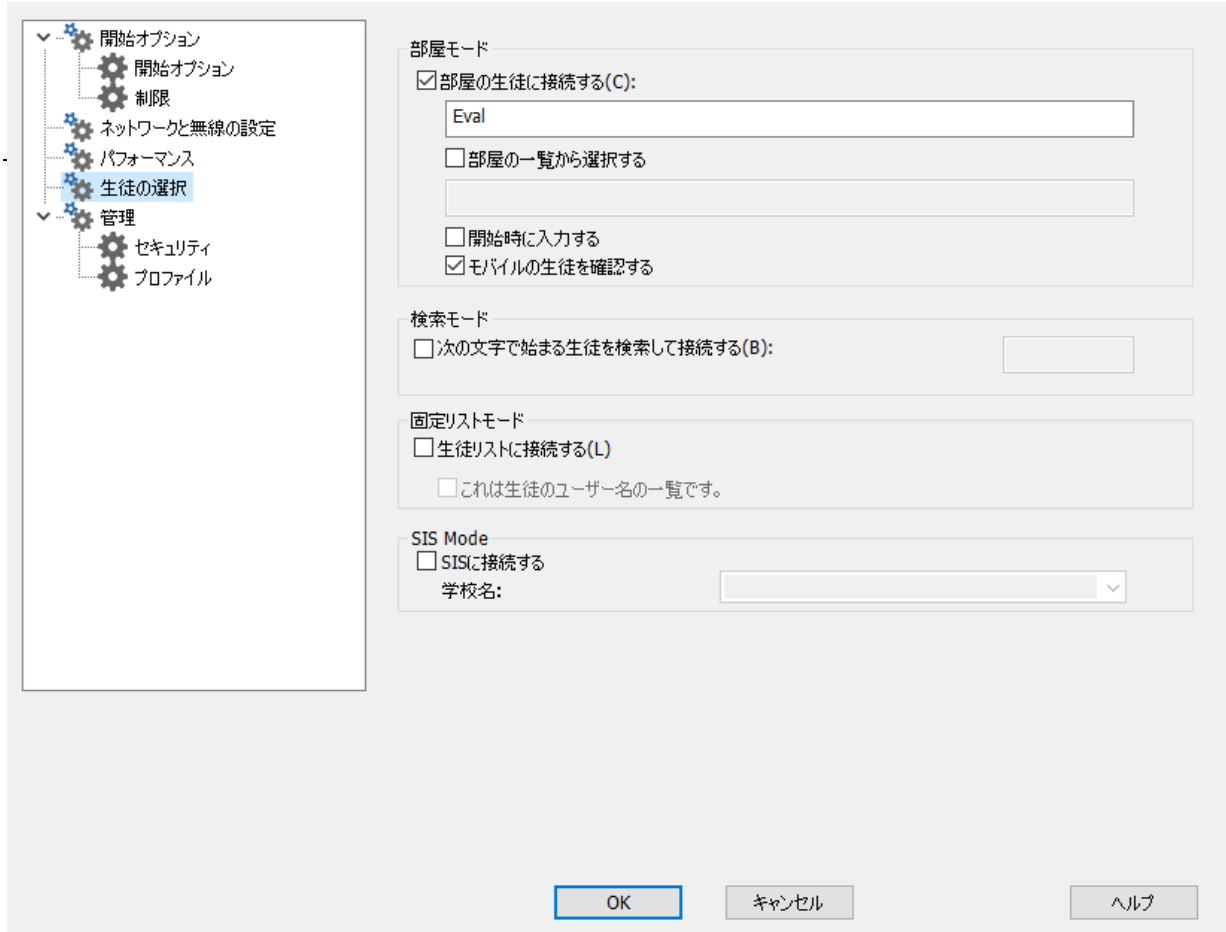 開始オプション
開始オプション
制限
ネットワークと無線の設定
パフォーマンス
生徒の選択
管理
セキュリティ
プロファイル
部屋モード
部屋の生徒に接続する(C):
Eval
部屋の一覧から選択する
開始時に入力する
モバイルの生徒を確認する
検索モード
次の文字で始まる生徒を検索して接続する(B):
固定リストモード
生徒リストに接続する(L)
これは生徒のユーザー名の一覧です。
SIS Mode
SISに接続する
学校名:
OK
キャンセル
ヘルプ